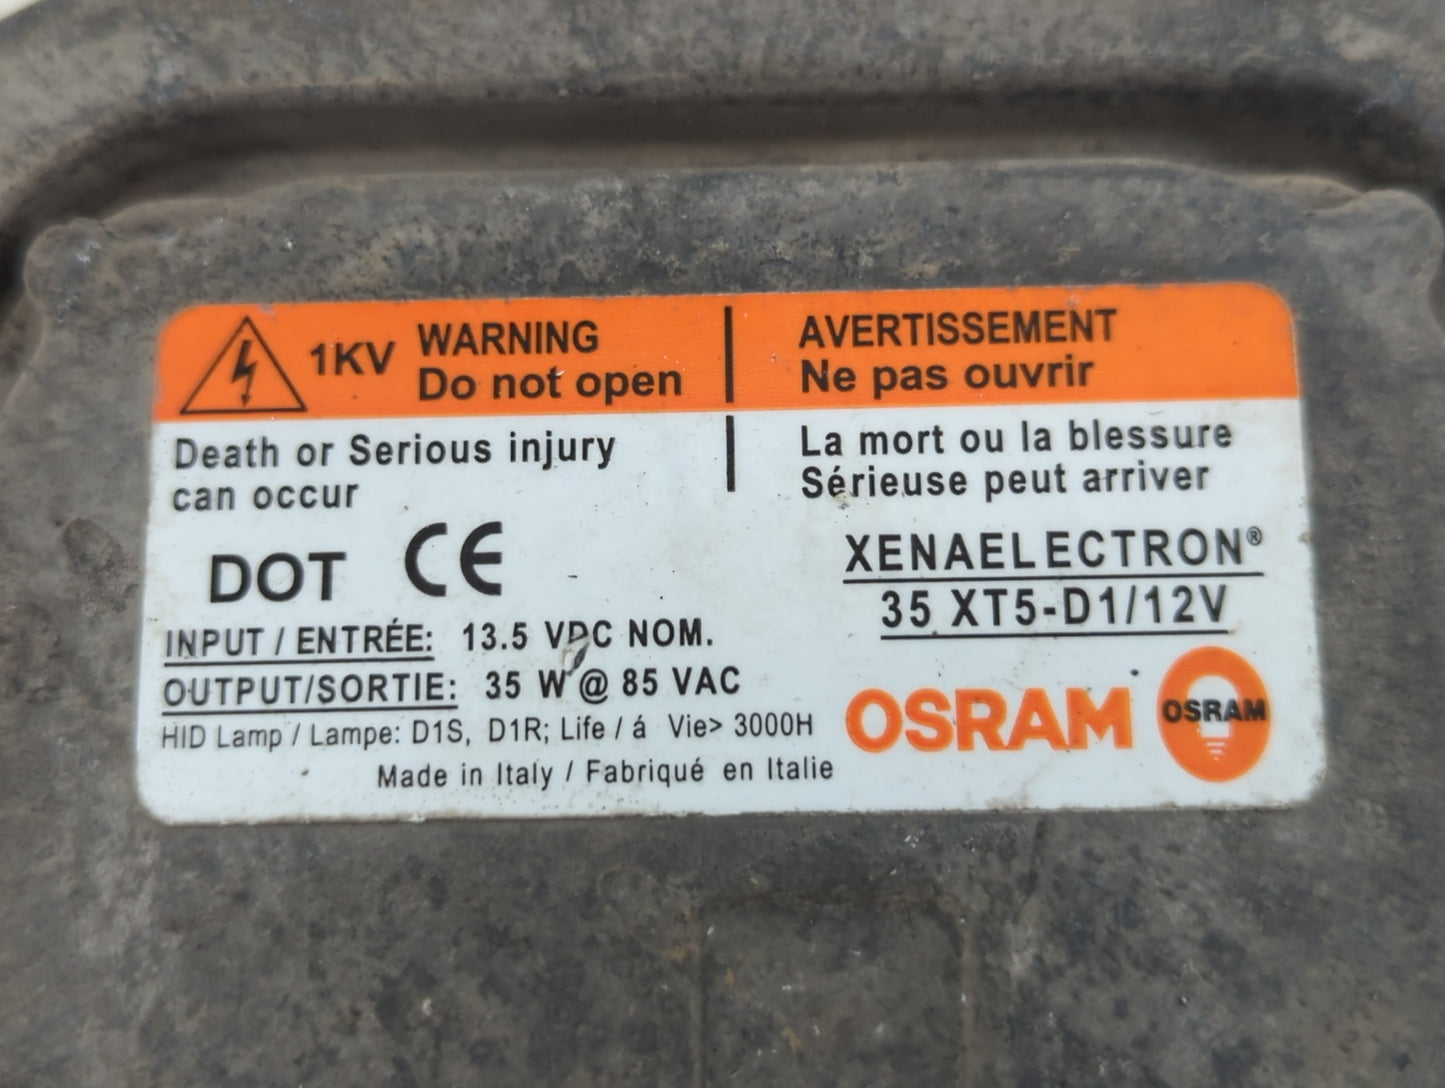 1KV WARNING
Do not open
AVERTISSEMENT
Ne pas ouvrir
Death or Serious injury
can occur
La mort ou la blessure
Sérieuse peut arriver
DOT CE
XENAELECTRON®
35 XT5-D1/12V
INPUT / ENTRÉE: 13.5 VDC NOM.
OUTPUT/SORTIE: 35 W @ 85 VAC
HID Lamp / Lampe: D1S, D1R; Life / á Vie> 3000H
Made in Italy / Fabriqué en Italie
OSRAM
OSRAM